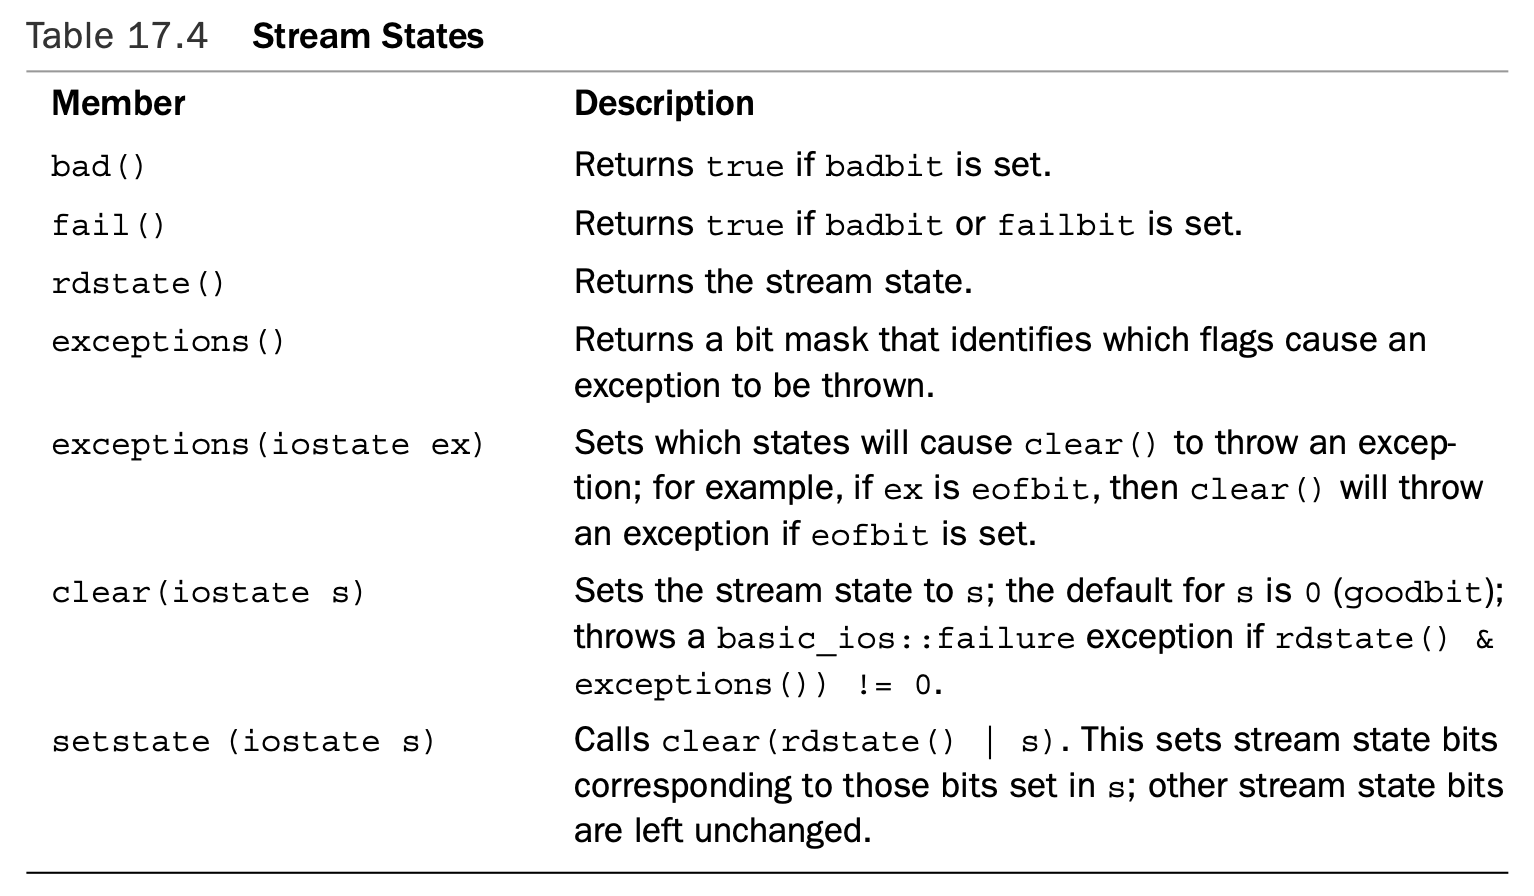 Table 17.4 Stream States
Member Description
bad() Returns true if badbit is set.
fail() Returns true if badbit or failbit is set.
rdstate() Returns the stream state.
exceptions() Returns a bit mask that identifies which flags cause an
exception to be thrown.
exceptions(iostate ex) Sets which states will cause clear() to throw an excep-
tion; for example, if ex is eofbit, then clear() will throw
an exception if eofbit is set.
clear(iostate s) Sets the stream state to s; the default for s is 0 (goodbit);
throws a basic_ios::failure exception if rdstate() &
exceptions()) != 0.
setstate (iostate s) Calls clear(rdstate() | s). This sets stream state bits
corresponding to those bits set in s; other stream state bits
are left unchanged.